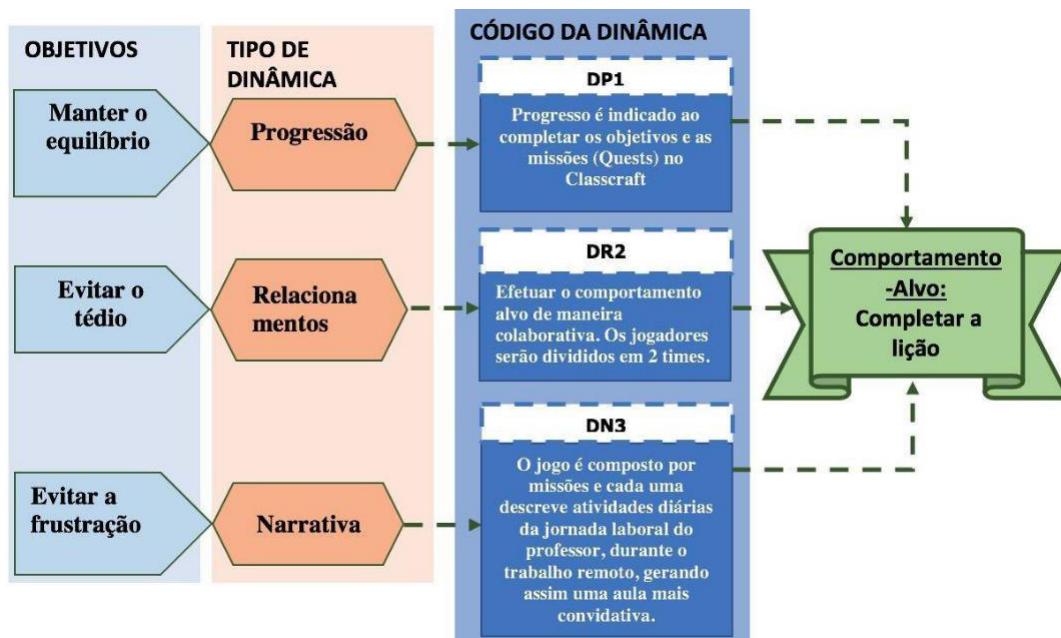 OBJETIVOS
TIPO DE
DINÂMICA
CÓDIGO DA DINÂMICA
Manter o
equilíbrio
Progressão
DP1
Progresso é indicado ao
completar os objetivos e as
missões (Quests) no
Classcraft
Evitar o
tédio
Relaciona
mentos
DR2
Efetuar o comportamento
alvo de maneira
colaborativa. Os jogadores
serão divididos em 2 times.
Evitar a
frustração
Narrativa
DN3
O jogo é composto por
missões e cada uma
descreve atividades diárias
da jornada laboral do
professor, durante o
trabalho remoto, gerando
assim uma aula mais
convidativa.
Comportamento
-Alvo:
Completar a
lição